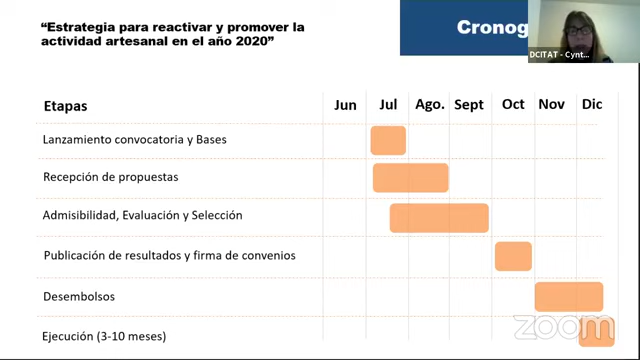 “Estrategia para reactivar y promover la
actividad artesanal en el año 2020”
Cronog
DCITAT - Cynt...
Etapas Jun Jul Ago. Sept Oct Nov Dic
Lanzamiento convocatoria y Bases
Recepción de propuestas
Admisibilidad, Evaluación y Selección
Publicación de resultados y firma de convenios
Desembolsos
zoom
Ejecución (3-10 meses)